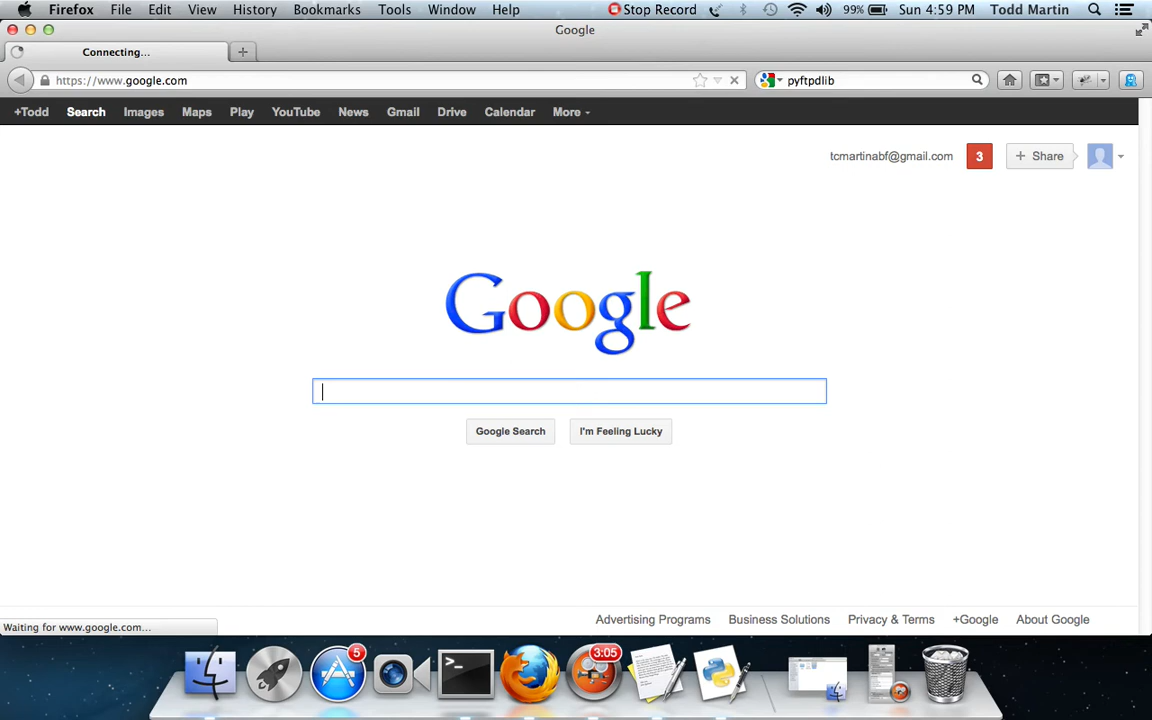 Firefox File Edit View History Bookmarks Tools Window Help Stop Record 99% Sun 4:59 PM Todd Martin
Google
Connecting...
https://www.google.com pyftpdlib
+Todd Search Images Maps Play YouTube News Gmail Drive Calendar More
tcmartinabf@gmail.com 3 + Share
Google
Google Search I'm Feeling Lucky
Advertising Programs Business Solutions Privacy & Terms +Google About Google
Waiting for www.google.com...
5 >_ 3:05